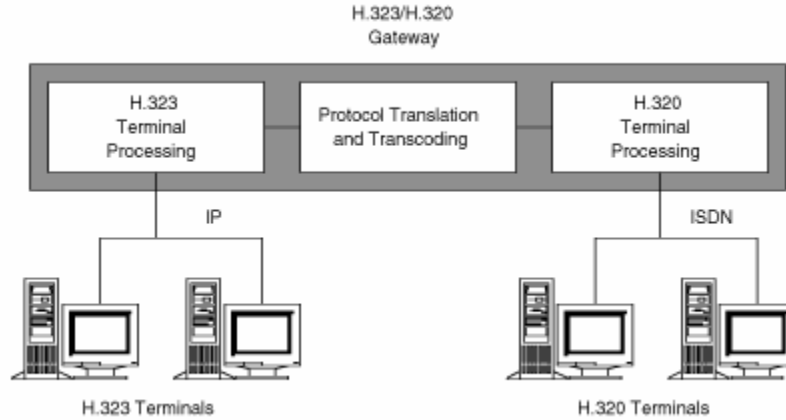 H.323/H.320
Gateway
H.323
Terminal
Processing
Protocol Translation
and Transcoding
H.320
Terminal
Processing
IP
ISDN
H.323 Terminals
H.320 Terminals